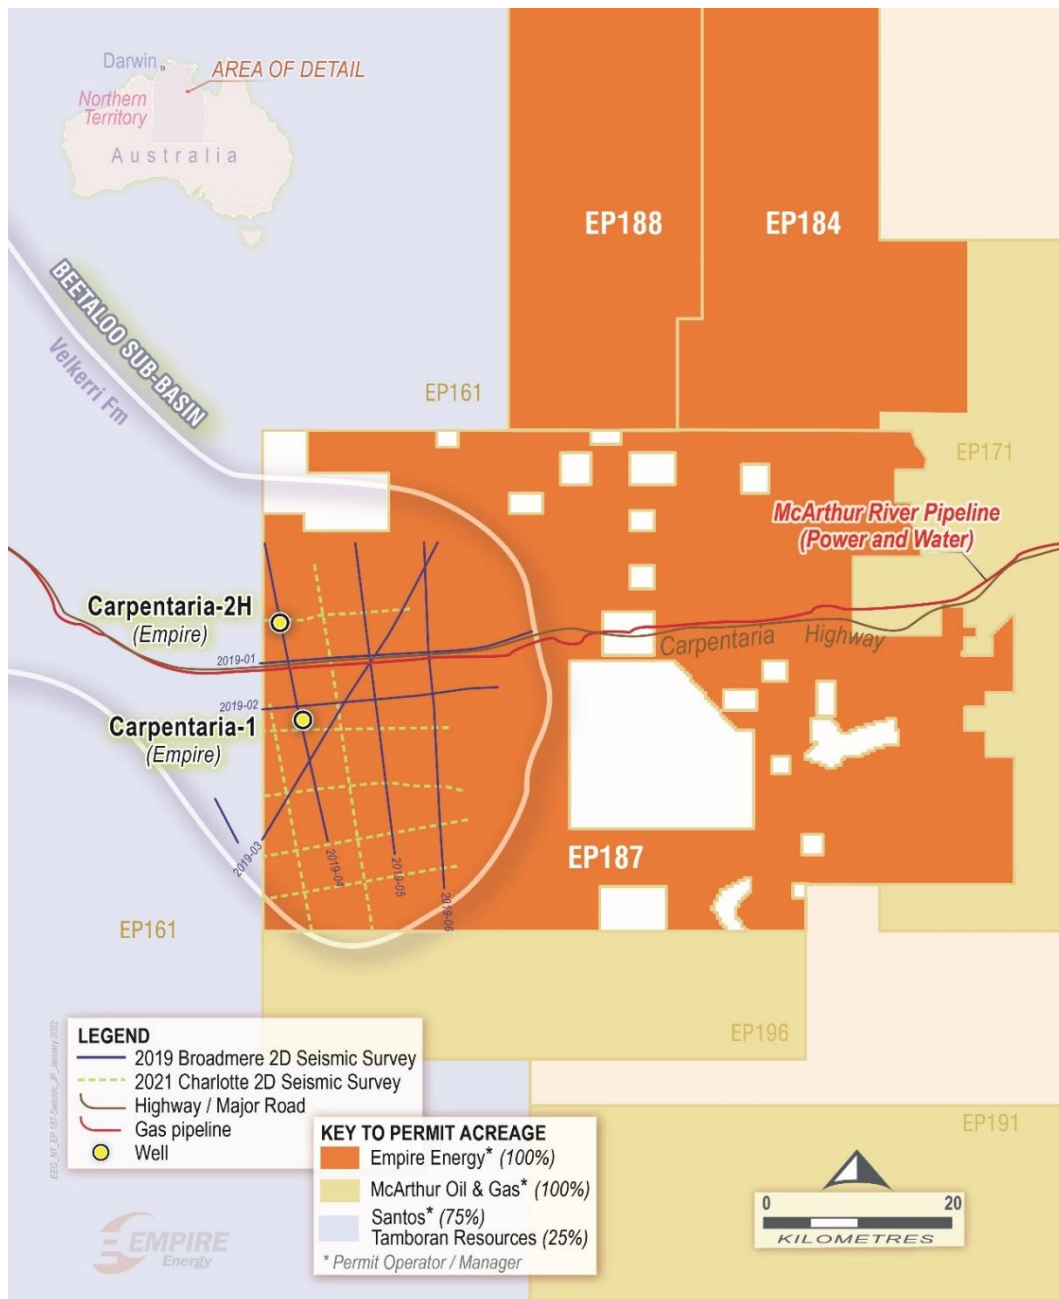 Darwin
AREA OF DETAIL
Northern
Territory
Australia
EP188
EP184
BEETALOO SUB-BASIN
Velkerri Fm
EP161
EP171
McArthur River Pipeline
(Power and Water)
Carpentaria-2H
(Empire)
Carpentaria Highway
2019-01
2019-02
Carpentaria-1
(Empire)
2019-03
2019-04
2019-05
2019-06
EP187
EP161
EP196
EP191
LEGEND
2019 Broadmere 2D Seismic Survey
2021 Charlotte 2D Seismic Survey
Highway / Major Road
Gas pipeline
Well
KEY TO PERMIT ACREAGE
Empire Energy* (100%)
McArthur Oil & Gas* (100%)
Santos* (75%)
Tamboran Resources (25%)
* Permit Operator / Manager
0 20
KILOMETRES
EMPIRE
Energy